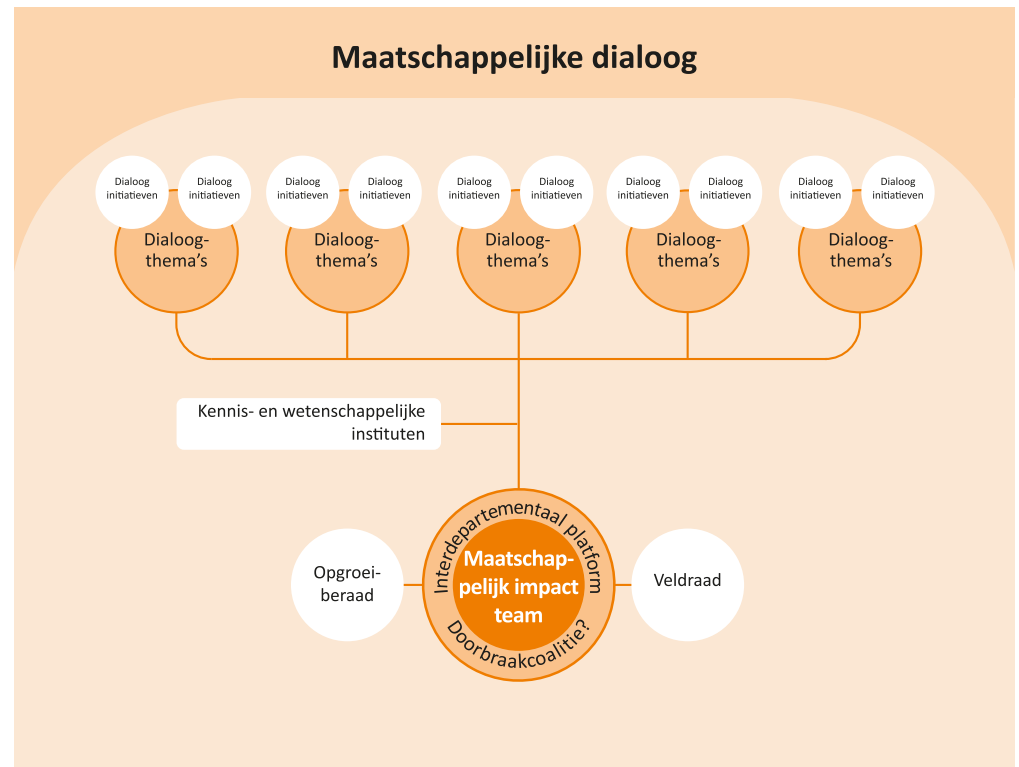 Maatschappelijke dialoog
Dialoog
initiatieven
Dialoog
initiatieven
Dialoog-
thema's
Dialoog
initiatieven
Dialoog
initiatieven
Dialoog-
thema's
Dialoog
initiatieven
Dialoog
initiatieven
Dialoog-
thema's
Dialoog
initiatieven
Dialoog
initiatieven
Dialoog-
thema's
Dialoog
initiatieven
Dialoog
initiatieven
Dialoog-
thema's
Kennis- en wetenschappelijke
instituten
Opgroei-
beraad
Interdepartementaal platform
Maatschap-
pelijk impact
team
Doorbraakcoalitie?
Veldraad